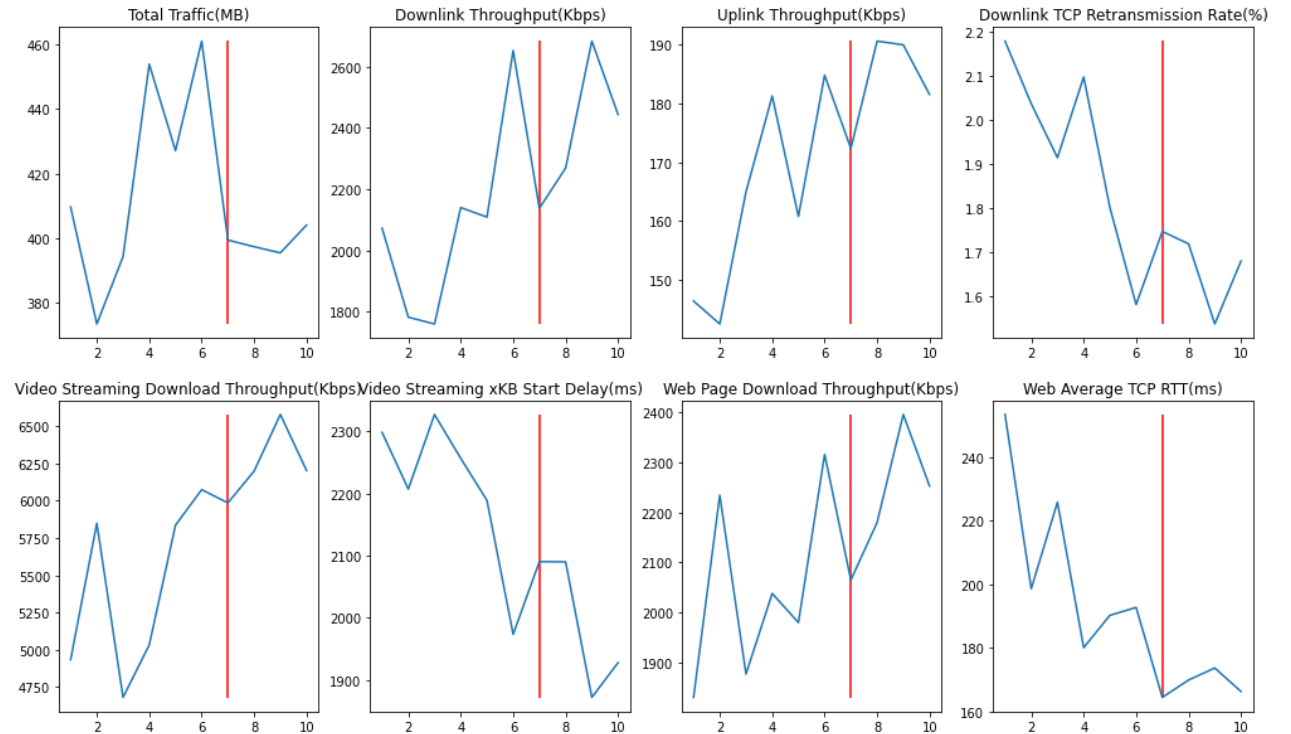 Total Traffic(MB)
460
440
420
400
380
2 4 6 8 10
Downlink Throughput(Kbps)
2600
2400
2200
2000
1800
2 4 6 8 10
Uplink Throughput(Kbps)
190
180
170
160
150
2 4 6 8 10
Downlink TCP Retransmission Rate(%)
2.2
2.1
2.0
1.9
1.8
1.7
1.6
2 4 6 8 10
Video Streaming Download Throughput(Kbps)
6500
6250
6000
5750
5500
5250
5000
4750
2 4 6 8 10
Video Streaming xKB Start Delay(ms)
2300
2200
2100
2000
1900
2 4 6 8 10
Web Page Download Throughput(Kbps)
2400
2300
2200
2100
2000
1900
2 4 6 8 10
Web Average TCP RTT(ms)
240
220
200
180
160
2 4 6 8 10